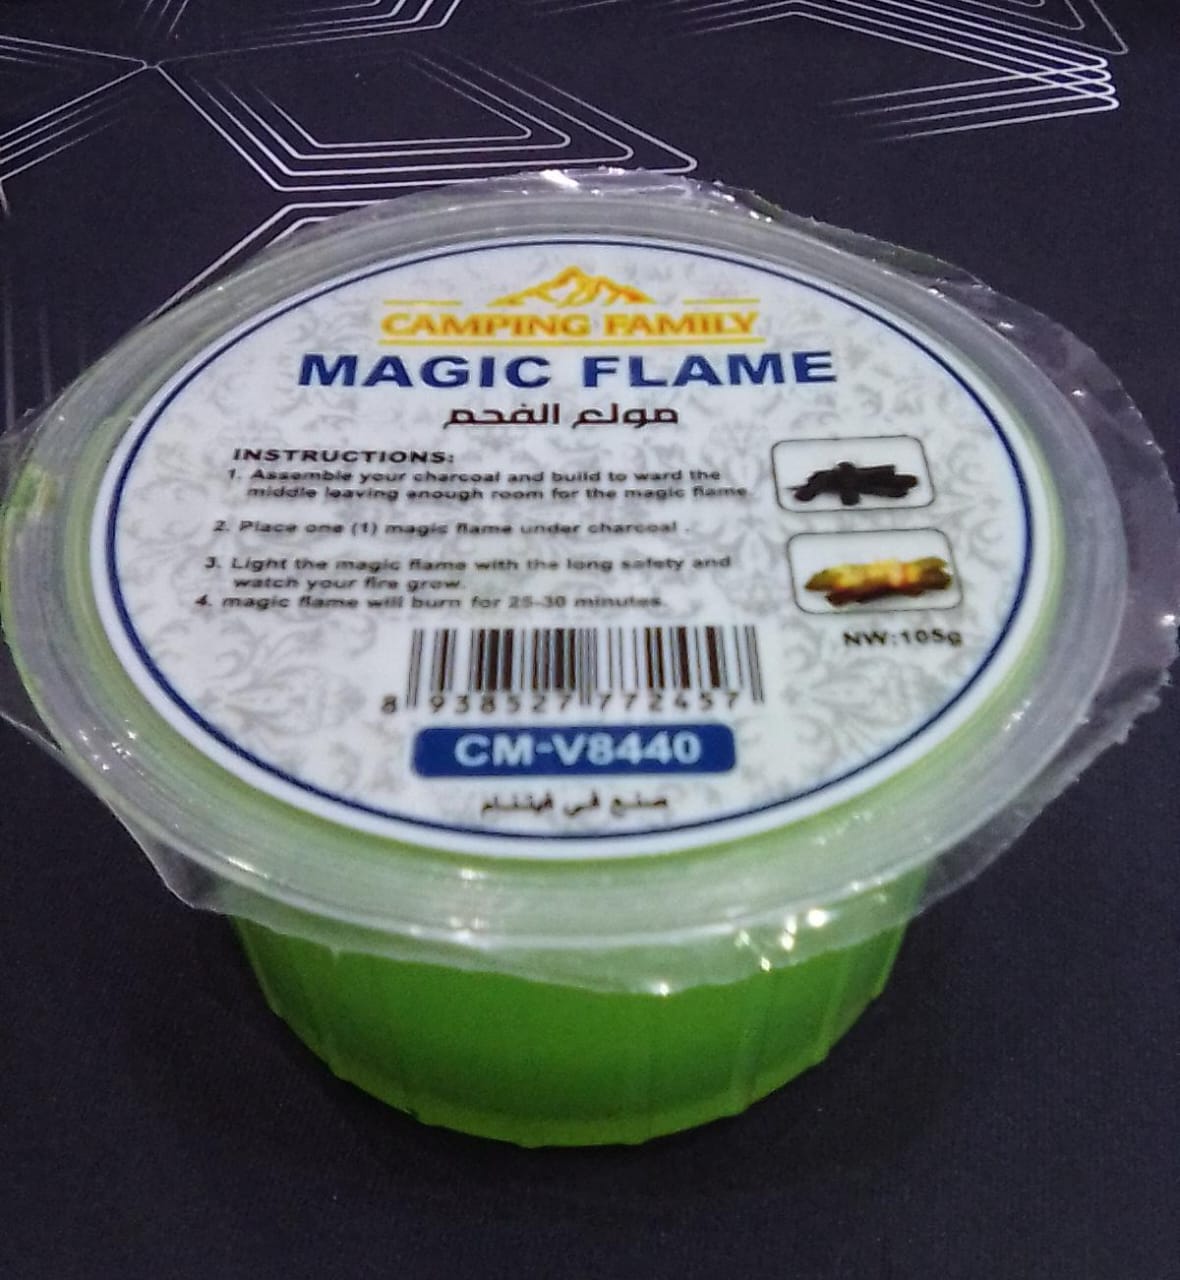 CAMPING FAMILY
MAGIC FLAME
مولع الفحم
INSTRUCTIONS:
1. Assemble your charcoal and build to ward the
middle leaving enough room for the magic flame
2. Place one (1) magic flame under charcoal .
3. Light the magic flame with the long safety and
watch your fire grow.
4. magic flame will burn for 25-30 minutes.
NW:105g
8 938527 772457
CM-V8440
صنع في فيتنام